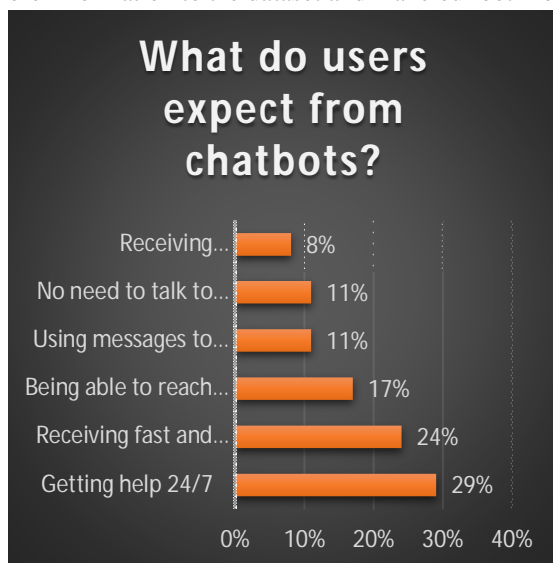 What do users
expect from
chatbots?
Receiving... 8%
No need to talk to... 11%
Using messages to... 11%
Being able to reach... 17%
Receiving fast and... 24%
Getting help 24/7 29%
0% 10% 20% 30% 40%